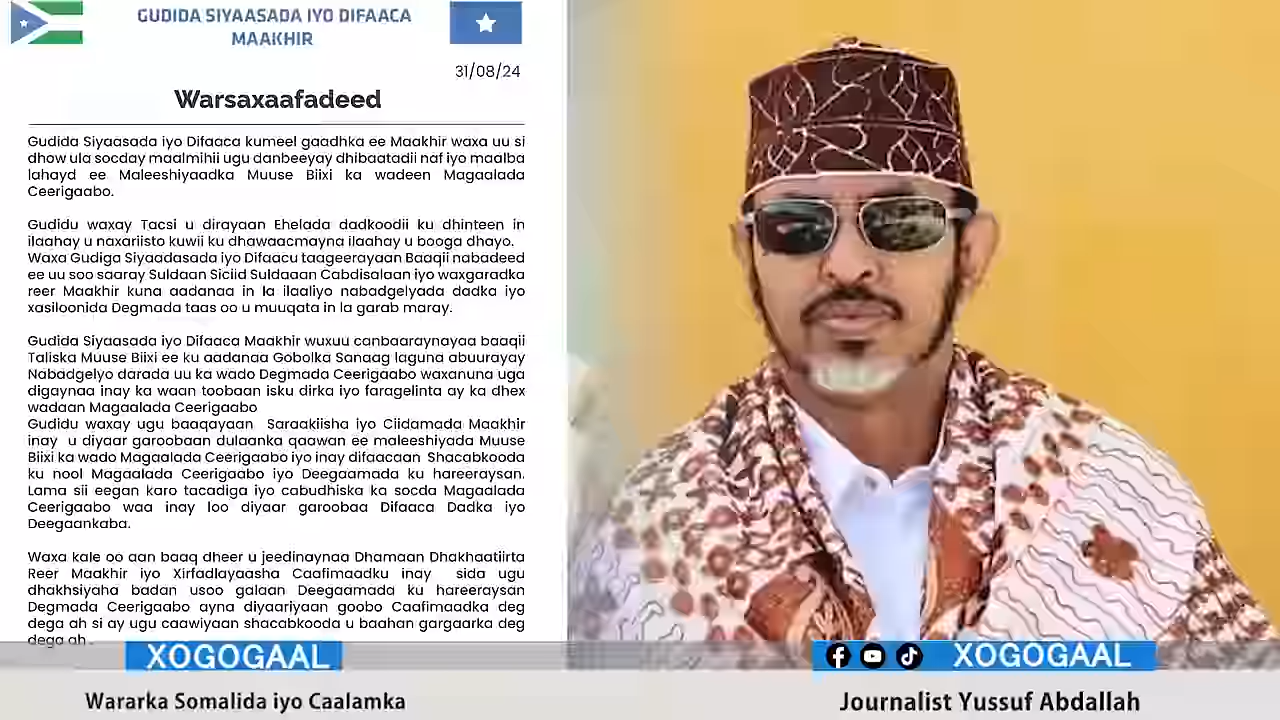 GUDIDA SIYAASADA IYO DIFAACA
MAAKHIR
31/08/24
Warsaxaafadeed
Gudida Siyaasada iyo Difaaca kumeel gaadhka ee Maakhir waxa uu si
dhow ula socday maalmihii ugu danbeeyay dhibaatadii naf iyo maalba
lahayd ee Maleeshiyaadka Muuse Biixi ka wadeen Magaalada
Ceerigaabo.
Gudidu waxay Tacsi u dirayaan Ehelada dadkoodii ku dhinteen in
ilaahay u naxariisto kuwii ku dhawaacmayna ilaahay u booga dhayo.
Waxa Gudiga Siyaadasada iyo Difaacu taageerayaan Baaqii nabadeed
ee uu soo saaray Suldaan Siciid Suldaaan Cabdisalaan iyo waxgaradka
reer Maakhir kuna aadanaa in la ilaaliyo nabadgelyada dadka iyo
xasiloonida Degmada taas oo u muuqata in la garab maray.
Gudida Siyaasada iyo Difaaca Maakhir wuxuu canbaaraynayaa baaqii
Taliska Muuse Biixi ee ku aadanaa Gobolka Sanaag laguna abuurayay
Nabadgelyo darada uu ka wado Degmada Ceerigaabo waxanuna uga
digaynaa inay ka waan toobaan isku dirka iyo faragelinta ay ka dhex
wadaan Magaalada Ceerigaabo
Gudidu waxay ugu baaqayaan Saraakiisha iyo Ciidamada Maakhir
inay u diyaar garoobaan dulaanka qaawan ee maleeshiyada Muuse
Biixi ka wado Magaalada Ceerigaabo iyo inay difaacaan Shacabkooda
ku nool Magaalada Ceerigaabo iyo Deegaamada ku hareeraysan.
Lama sii eegan karo tacadiga iyo cabudhiska ka socda Magaalada
Ceerigaabo waa inay loo diyaar garoobaa Difaaca Dadka iyo
Deegaankaba.
Waxa kale oo aan baaq dheer u jeedinaynaa Dhamaan Dhakhaatiirta
Reer Maakhir iyo Xirfadlayaasha Caafimaadku inay sida ugu
dhakhsiyaha badan usoo galaan Deegaamada ku hareeraysan
Degmada Ceerigaabo ayna diyaariyaan goobo Caafimaadka deg
dega ah si ay ugu caawiyaan shacabkooda u baahan gargaarka deg
dega ah .
XOGOGAAL
Wararka Somalida iyo Caalamka
XOGOGAAL
Journalist Yussuf Abdallah